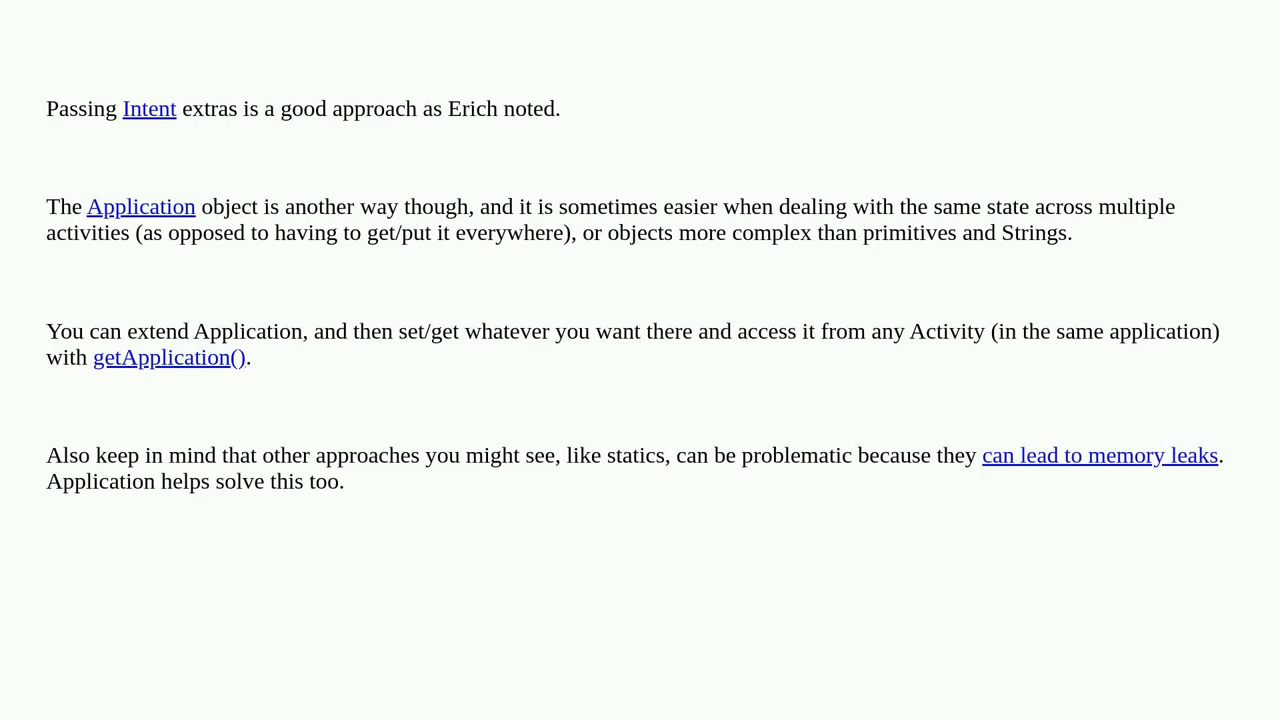 Passing Intent extras is a good approach as Erich noted.
The Application object is another way though, and it is sometimes easier when dealing with the same state across multiple
activities (as opposed to having to get/put it everywhere), or objects more complex than primitives and Strings.
You can extend Application, and then set/get whatever you want there and access it from any Activity (in the same application)
with getApplication().
Also keep in mind that other approaches you might see, like statics, can be problematic because they can lead to memory leaks.
Application helps solve this too.